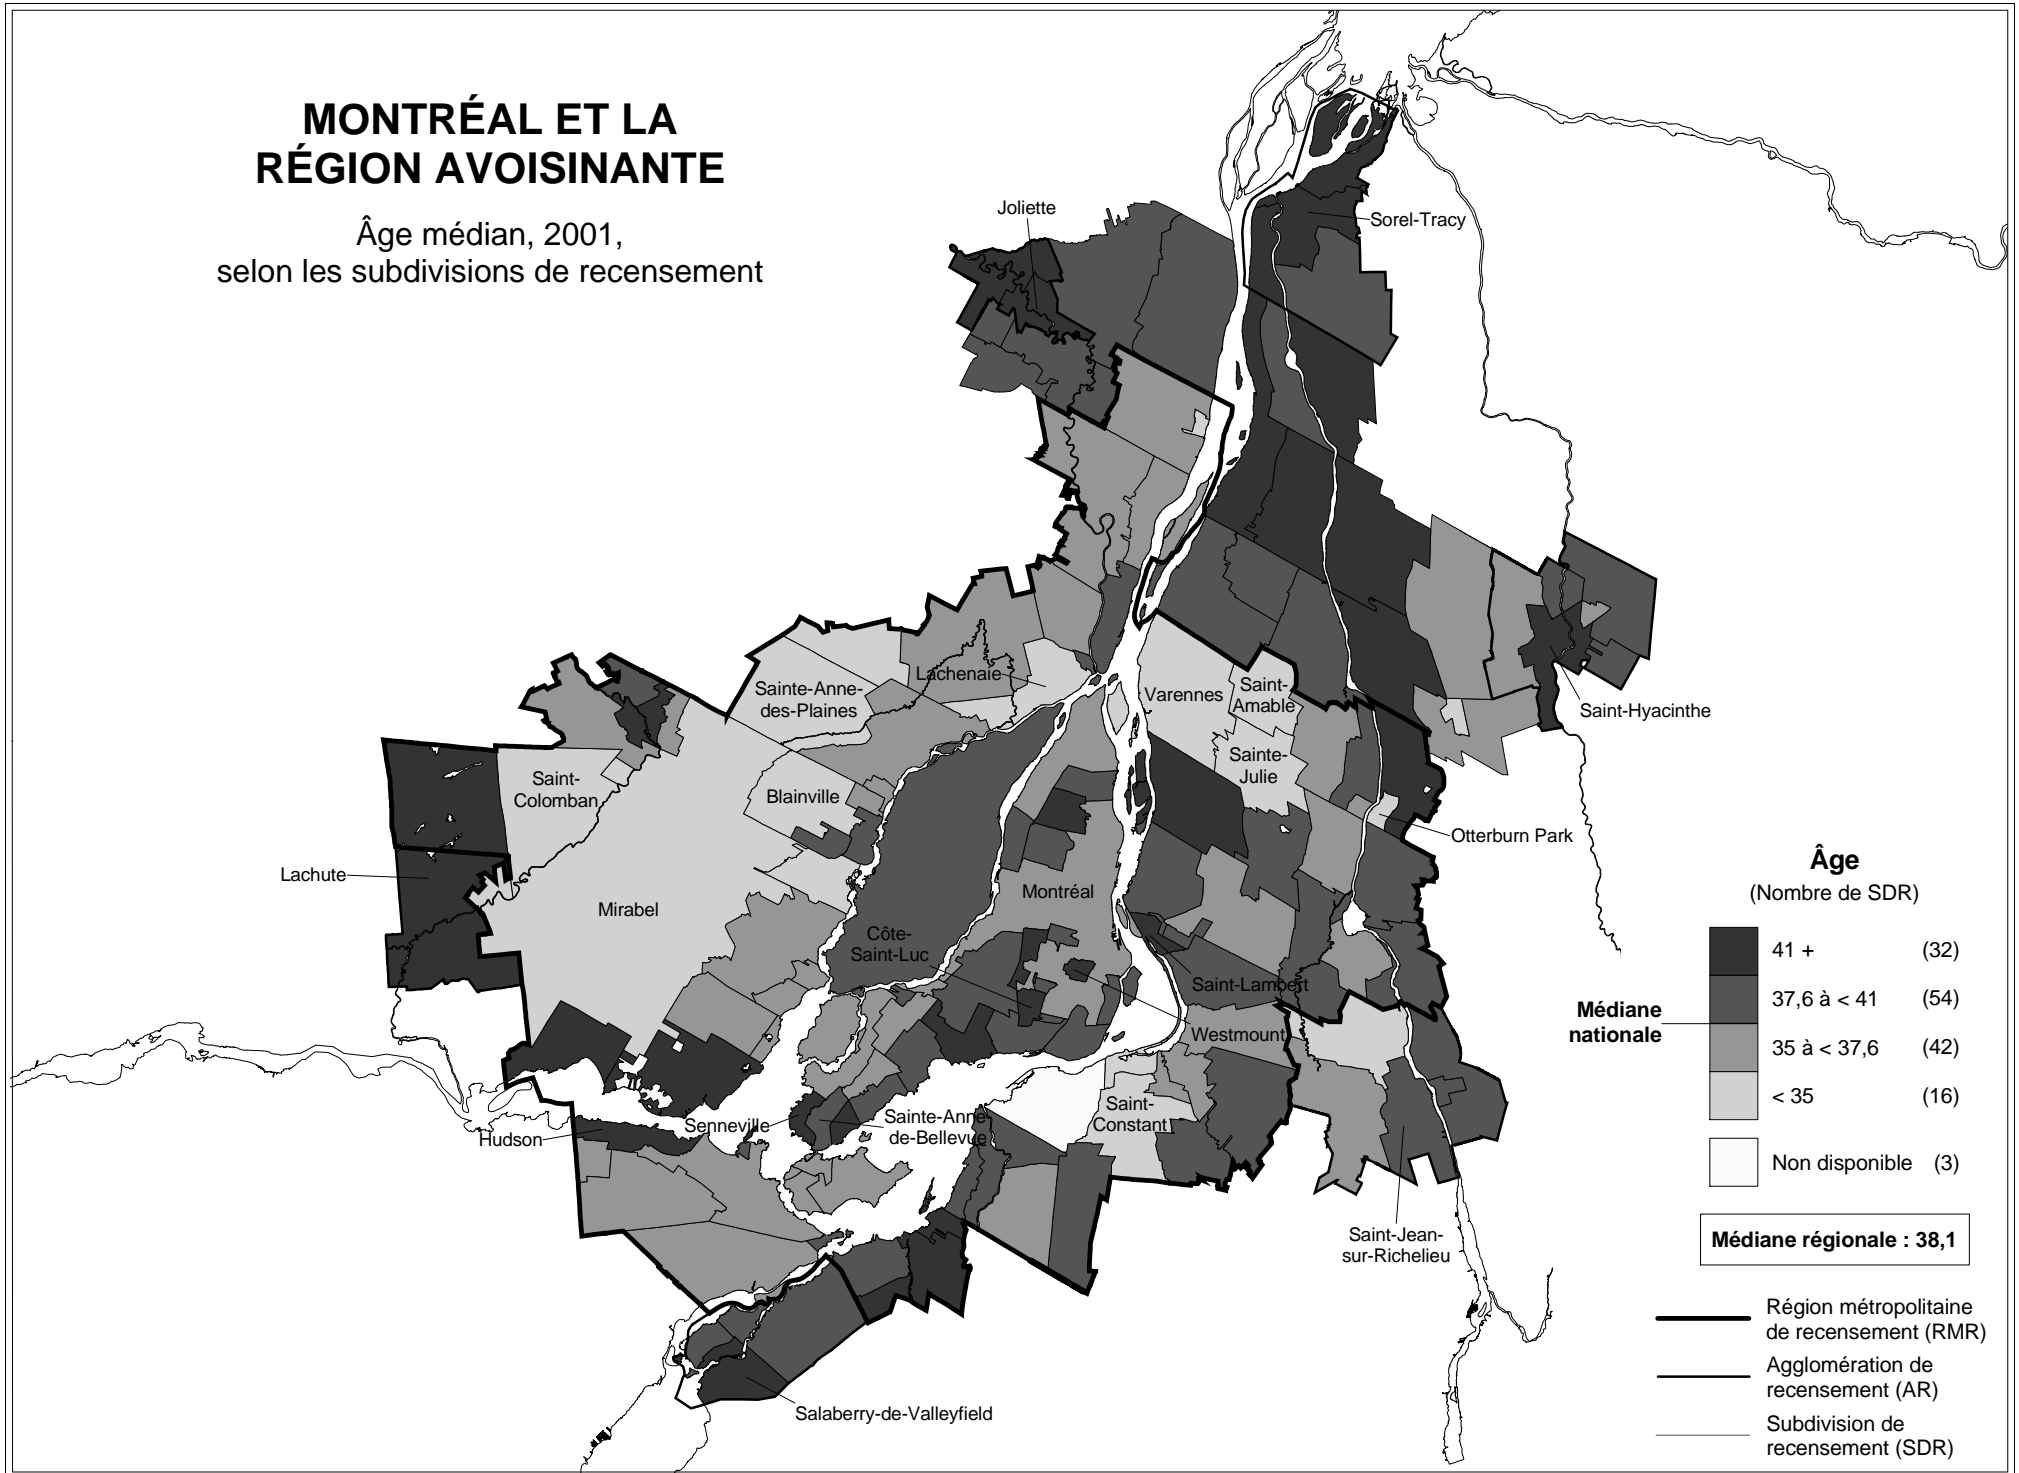 MONTRÉAL ET LA
RÉGION AVOISINANTE
Âge médian, 2001,
selon les subdivisions de recensement
Joliette
Sorel-Tracy
Lachenaie
Sainte-Anne-
des-Plaines
Varennes
Saint-
Amable
Saint-Hyacinthe
Sainte-
Julie
Saint-
Colomban
Blainville
Otterburn Park
Lachute
Mirabel
Montréal
Côte-
Saint-Luc
Saint-Lambert
Westmount
Saint-
Constant
Sainte-Anne-
de-Bellevue
Senneville
Hudson
Saint-Jean-
sur-Richelieu
Salaberry-de-Valleyfield
Âge
(Nombre de SDR)
41 + (32)
37,6 à < 41 (54)
Médiane
nationale
35 à < 37,6 (42)
< 35 (16)
Non disponible (3)
Médiane régionale : 38,1
Région métropolitaine
de recensement (RMR)
Agglomération de
recensement (AR)
Subdivision de
recensement (SDR)